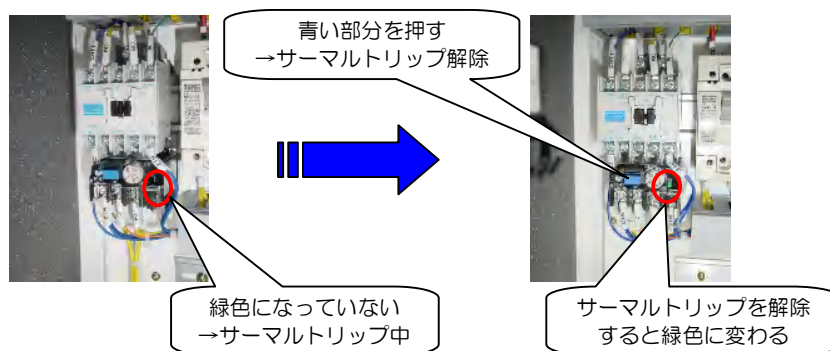 青い部分を押す
→サーマルトリップ解除
緑色になっていない
→サーマルトリップ中
サーマルトリップを解除
すると緑色に変わる